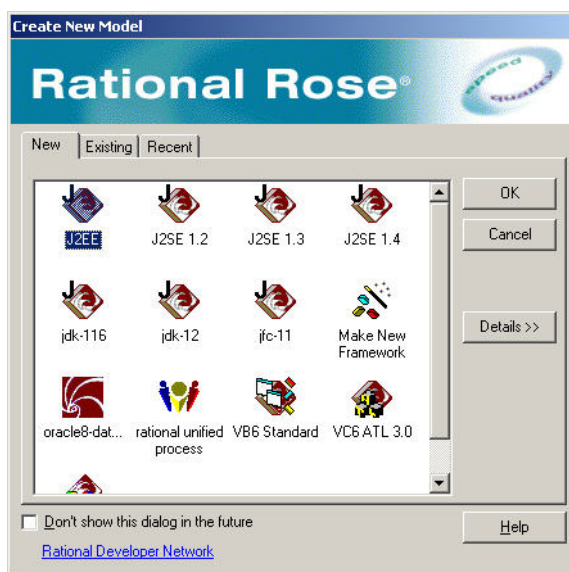 Create New Model
Rational Rose®
speed
quality
New
Existing
Recent
OK
Cancel
Details >>
J2EE
J2SE 1.2
J2SE 1.3
J2SE 1.4
jdk-116
jdk-12
jfc-11
Make New
Framework
oracle8-dat...
rational unified
process
VB6 Standard
VC6 ATL 3.0
Don't show this dialog in the future
Help
Rational Developer Network